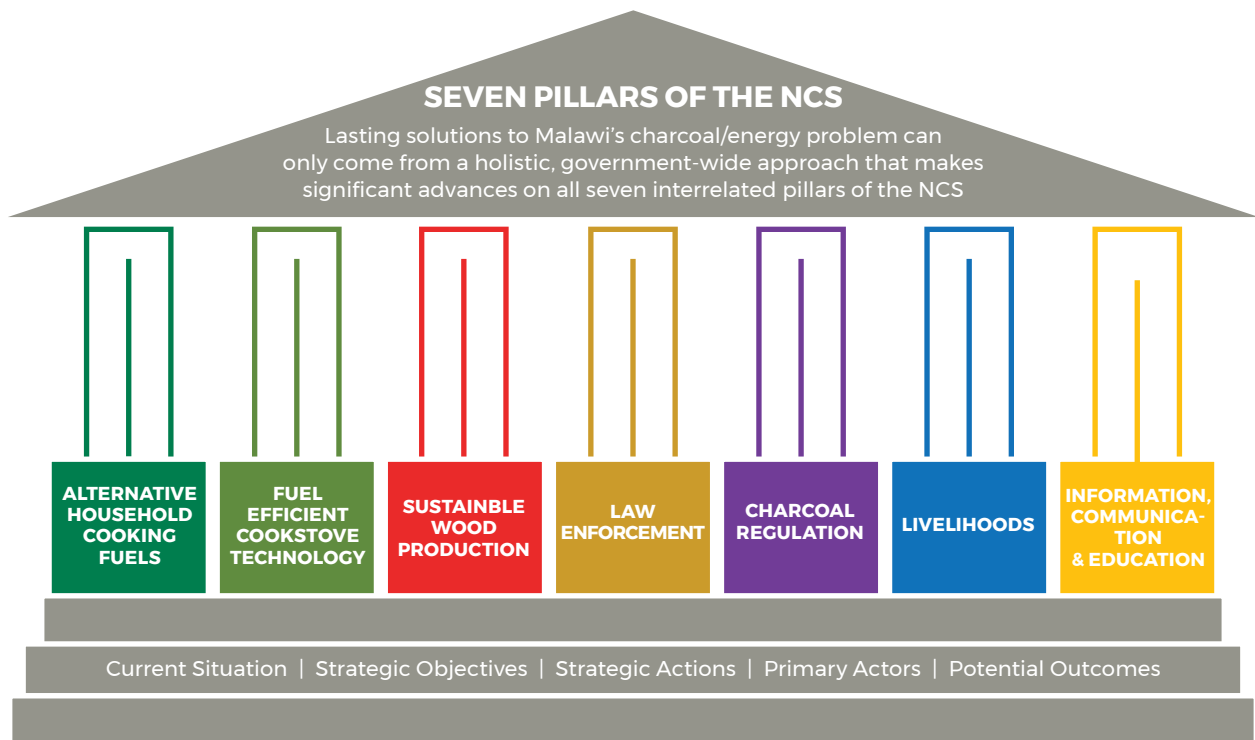 SEVEN PILLARS OF THE NCS
Lasting solutions to Malawi's charcoal/energy problem can
only come from a holistic, government-wide approach that makes
significant advances on all seven interrelated pillars of the NCS
ALTERNATIVE
HOUSEHOLD
COOKING
FUELS
FUEL
EFFICIENT
COOKSTOVE
TECHNOLOGY
SUSTAINBLE
WOOD
PRODUCTION
LAW
ENFORCEMENT
CHARCOAL
REGULATION
LIVELIHOODS
INFORMATION,
COMMUNICA-
TION
& EDUCATION
Current Situation | Strategic Objectives | Strategic Actions | Primary Actors | Potential Outcomes